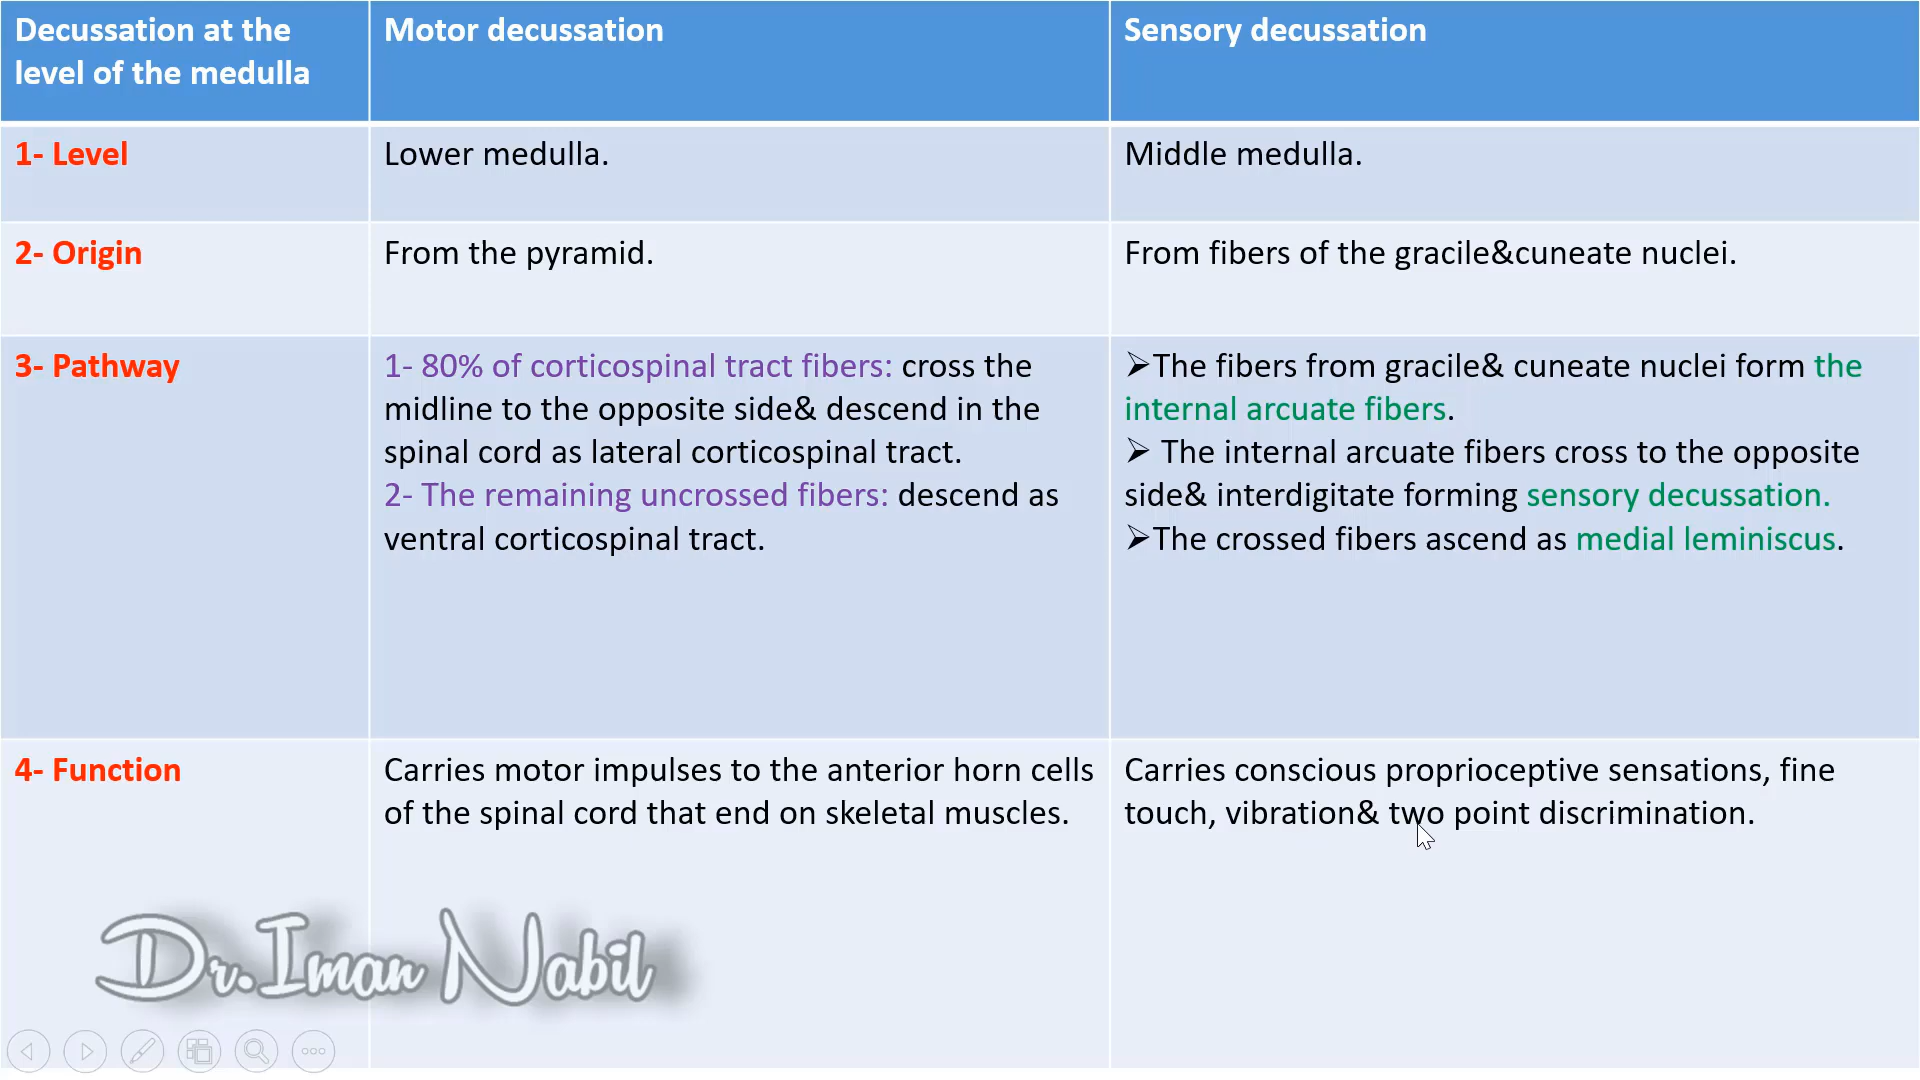 Decussation at the
level of the medulla
Motor decussation
Sensory decussation
1- Level
Lower medulla.
Middle medulla.
2- Origin
From the pyramid.
From fibers of the gracile&cuneate nuclei.
3- Pathway
1- 80% of corticospinal tract fibers: cross the
midline to the opposite side& descend in the
spinal cord as lateral corticospinal tract.
2- The remaining uncrossed fibers: descend as
ventral corticospinal tract.
➢The fibers from gracile& cuneate nuclei form the
internal arcuate fibers.
➢ The internal arcuate fibers cross to the opposite
side& interdigitate forming sensory decussation.
➢The crossed fibers ascend as medial leminiscus.
4- Function
Carries motor impulses to the anterior horn cells
of the spinal cord that end on skeletal muscles.
Carries conscious proprioceptive sensations, fine
touch, vibration& two point discrimination.
Dr.Iman Nabil